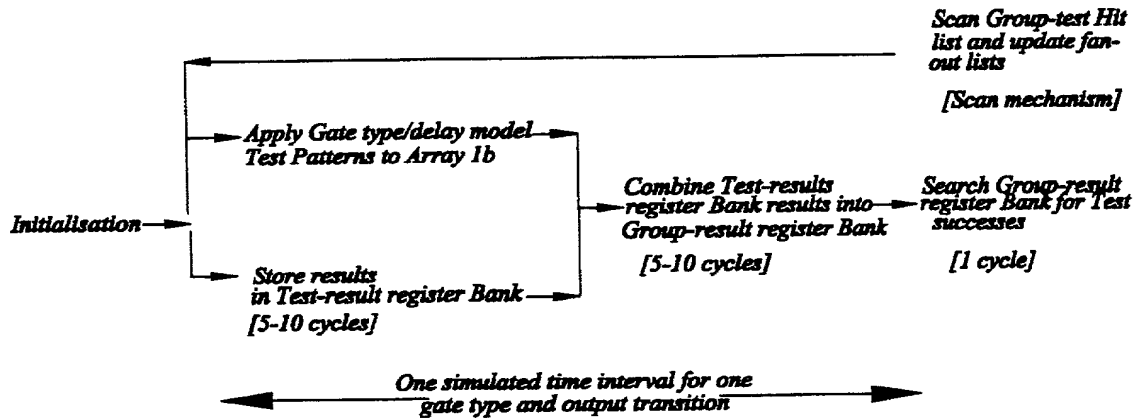 Scan Group-test Hit
list and update fan-
out lists
[Scan mechanism]
Apply Gate type/delay model
Test Patterns to Array 1b
Initialisation
Combine Test-results
register Bank results into
Group-result register Bank
[5-10 cycles]
Search Group-result
register Bank for Test
successes
[1 cycle]
Store results
in Test-result register Bank
[5-10 cycles]
One simulated time interval for one
gate type and output transition